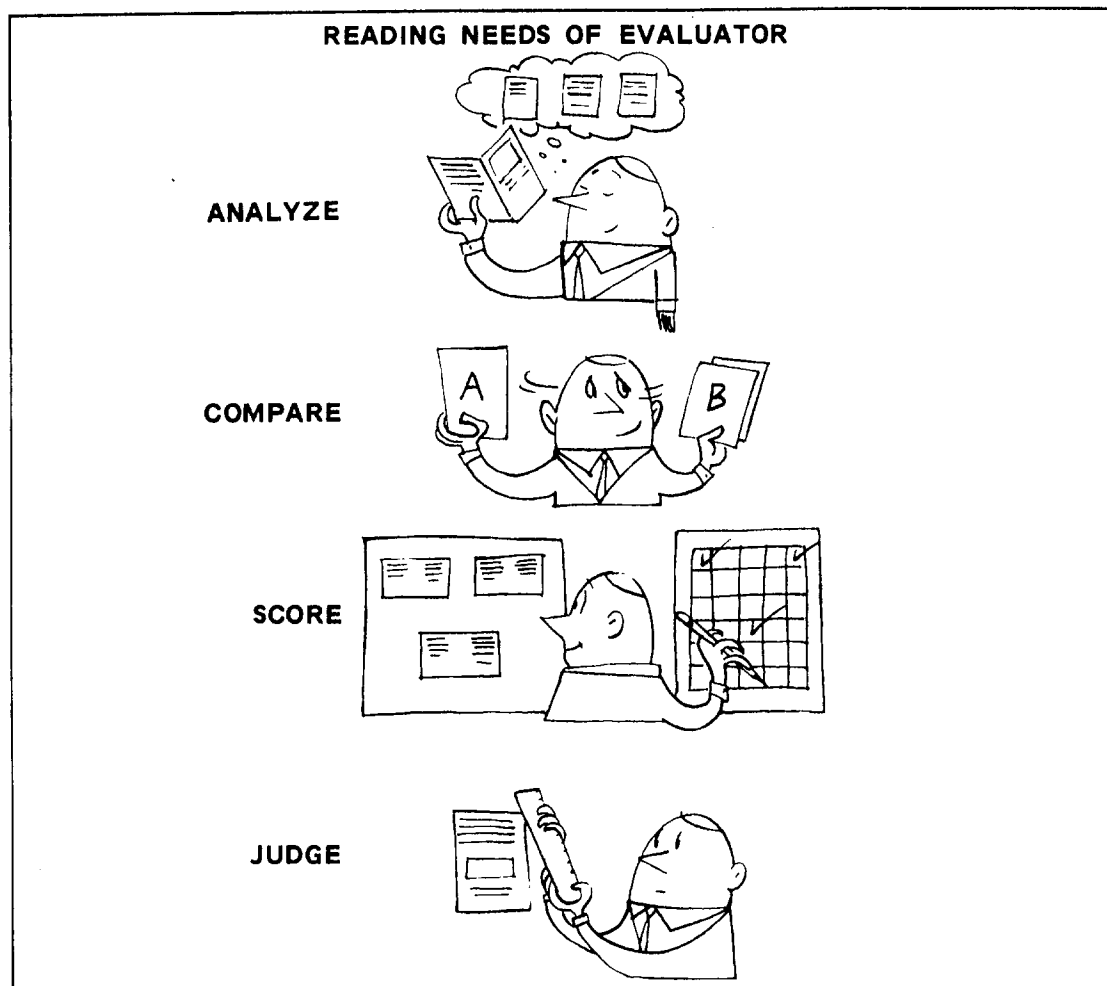 READING NEEDS OF EVALUATOR
ANALYZE
COMPARE
A
B
SCORE
JUDGE